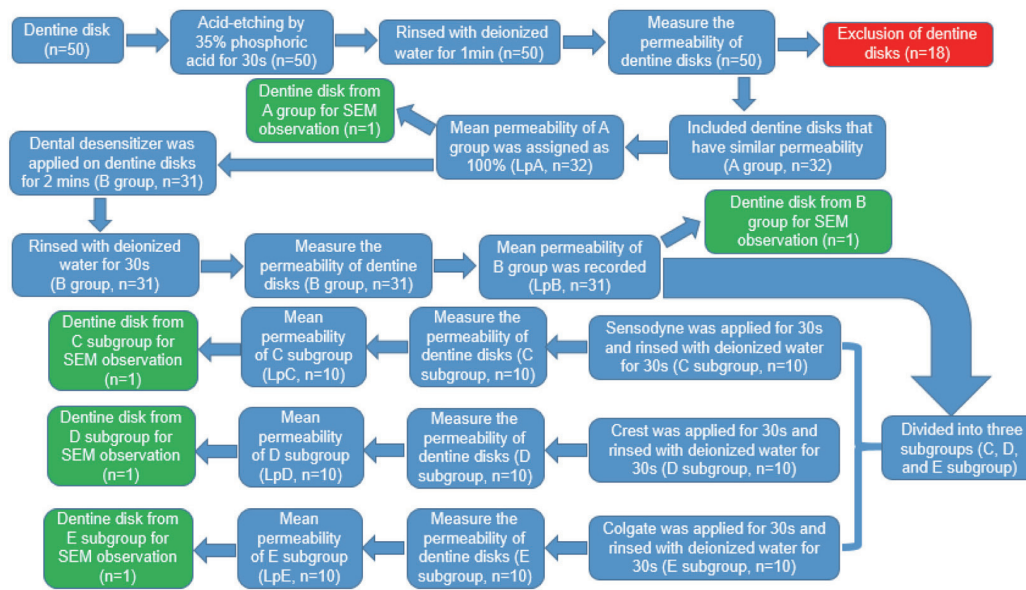 Dentine disk
(n=50)
Acid-etching by
35% phosphoric
acid for 30s (n=50)
Rinsed with deionized
water for 1min (n=50)
Measure the
permeability of
dentine disks (n=50)
Exclusion of dentine
disks (n=18)
Dentine disk from
A group for SEM
observation (n=1)
Mean permeability of A
group was assigned as
100% (LpA, n=32)
Included dentine disks that
have similar permeability
(A group, n=32)
Dental desensitizer was
applied on dentine disks
for 2 mins (B group, n=31)
Dentine disk from B
group for SEM
observation (n=1)
Rinsed with deionized
water for 30s
(B group, n=31)
Measure the
permeability of dentine
disks (B group, n=31)
Mean permeability of
B group was recorded
(LpB, n=31)
Dentine disk from
C subgroup for
SEM observation
(n=1)
Mean
permeability
of C subgroup
(LpC, n=10)
Measure the
permeability of
dentine disks (C
subgroup, n=10)
Sensodyne was applied for 30s
and rinsed with deionized water
for 30s (C subgroup, n=10)
Dentine disk from
D subgroup for
SEM observation
(n=1)
Mean
permeability
of D subgroup
(LpD, n=10)
Measure the
permeability of
dentine disks (D
subgroup, n=10)
Crest was applied for 30s and
rinsed with deionized water for
30s (D subgroup, n=10)
Divided into three
subgroups (C, D,
and E subgroup)
Dentine disk from
E subgroup for
SEM observation
(n=1)
Mean
permeability
of E subgroup
(LpE, n=10)
Measure the
permeability of
dentine disks (E
subgroup, n=10)
Colgate was applied for 30s and
rinsed with deionized water for
30s (E subgroup, n=10)